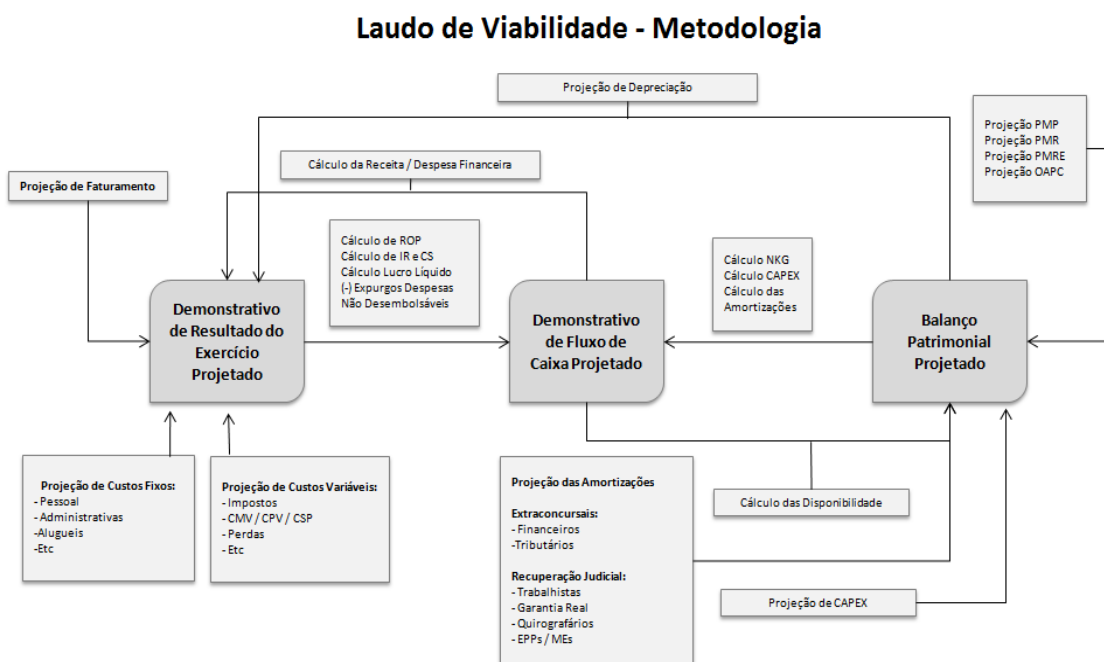 Laudo de Viabilidade - Metodologia
Projeção de Depreciação
Projeção PMP
Projeção PMR
Projeção PMRE
Projeção OAPC
Cálculo da Receita / Despesa Financeira
Projeção de Faturamento
Cálculo de ROP
Cálculo de IR e CS
Cálculo Lucro Líquido
(-) Expurgos Despesas
Não Desembolsáveis
Cálculo NKG
Cálculo CAPEX
Cálculo das
Amortizações
Demonstrativo
de Resultado do
Exercício
Projetado
Demonstrativo
de Fluxo de
Caixa Projetado
Balanço
Patrimonial
Projetado
Projeção de Custos Fixos:
- Pessoal
- Administrativas
-Alugueis
-Etc
Projeção de Custos Variáveis:
- Impostos
- CMV / CPV / CSP
- Perdas
- Etc
Projeção das Amortizações
Extraconcursais:
- Financeiros
-Tributários
Recuperação Judicial:
- Trabalhistas
- Garantia Real
- Quirografários
- EPPs / MEs
Cálculo das Disponibilidade
Projeção de CAPEX